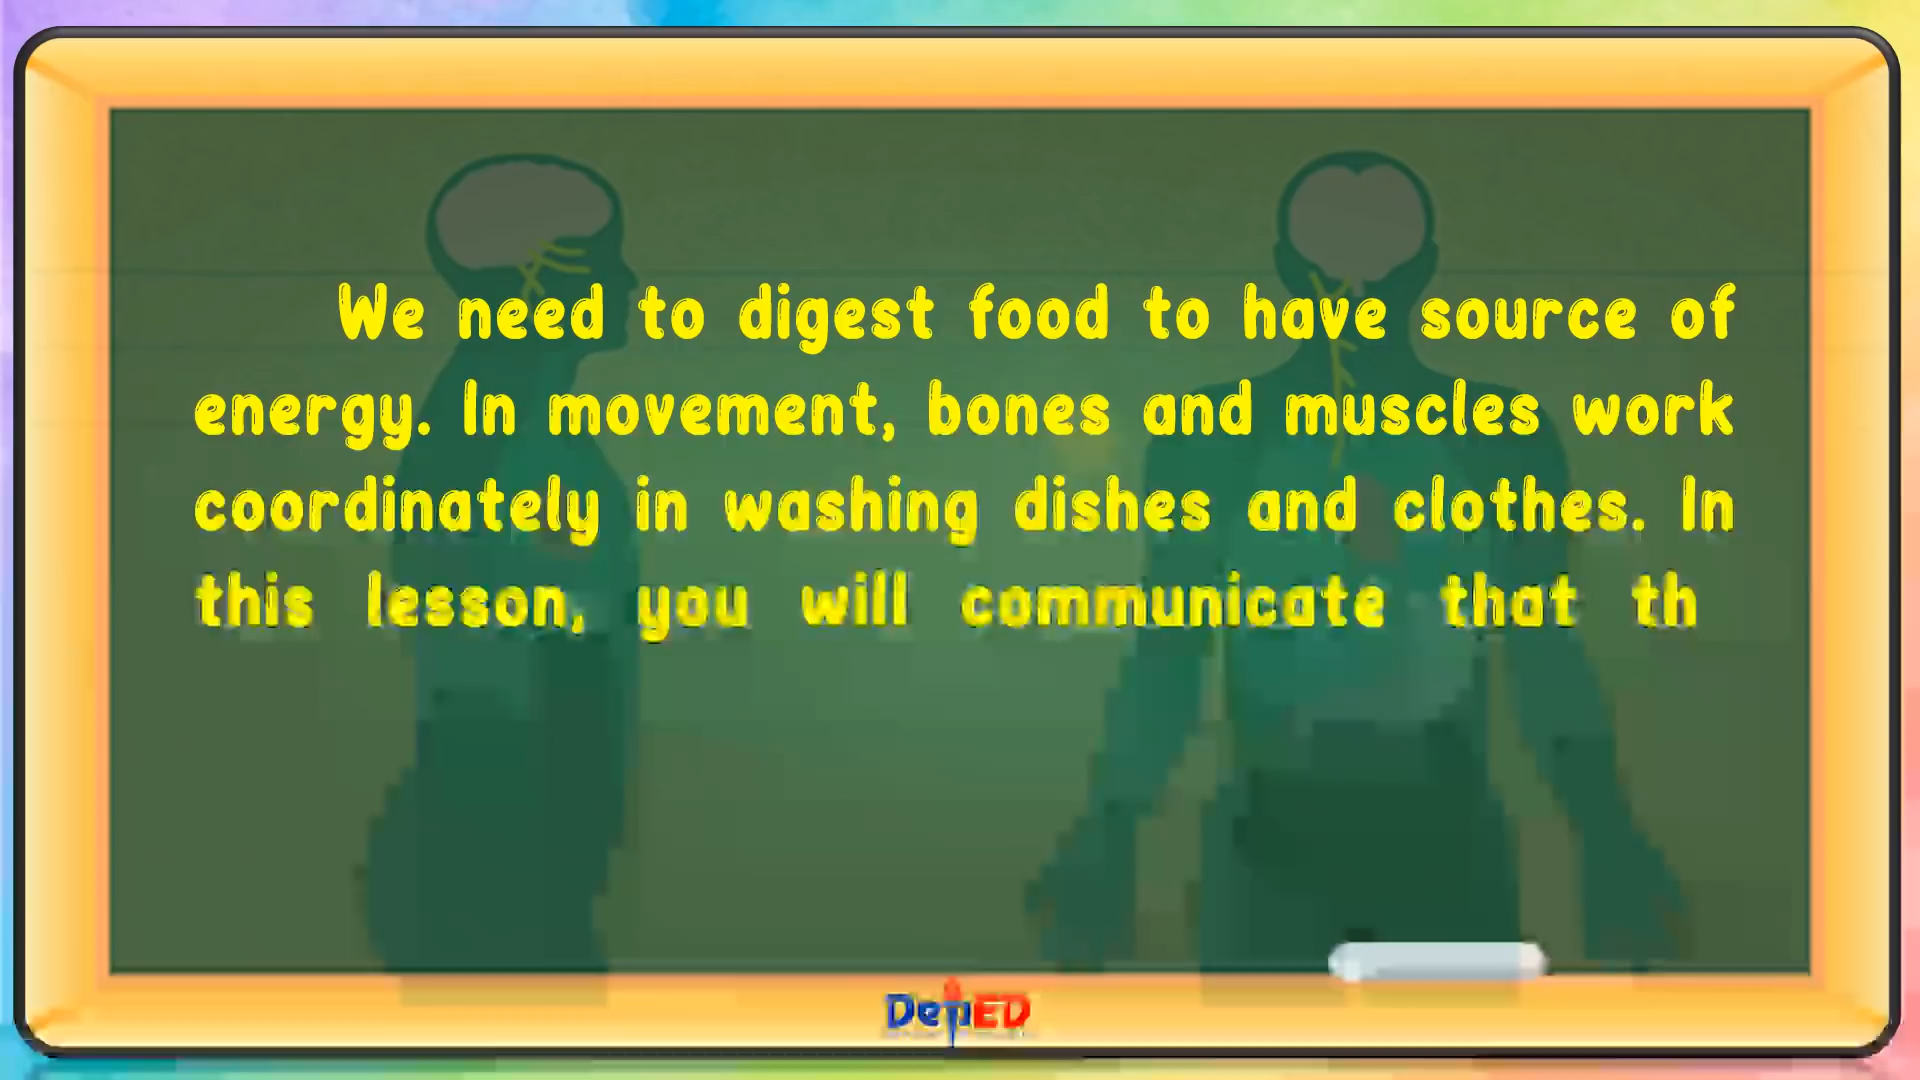 We need to digest food to have source of
energy. In movement, bones and muscles work
coordinately in washing dishes and clothes. In
this lesson, you will communicate that th
DepED